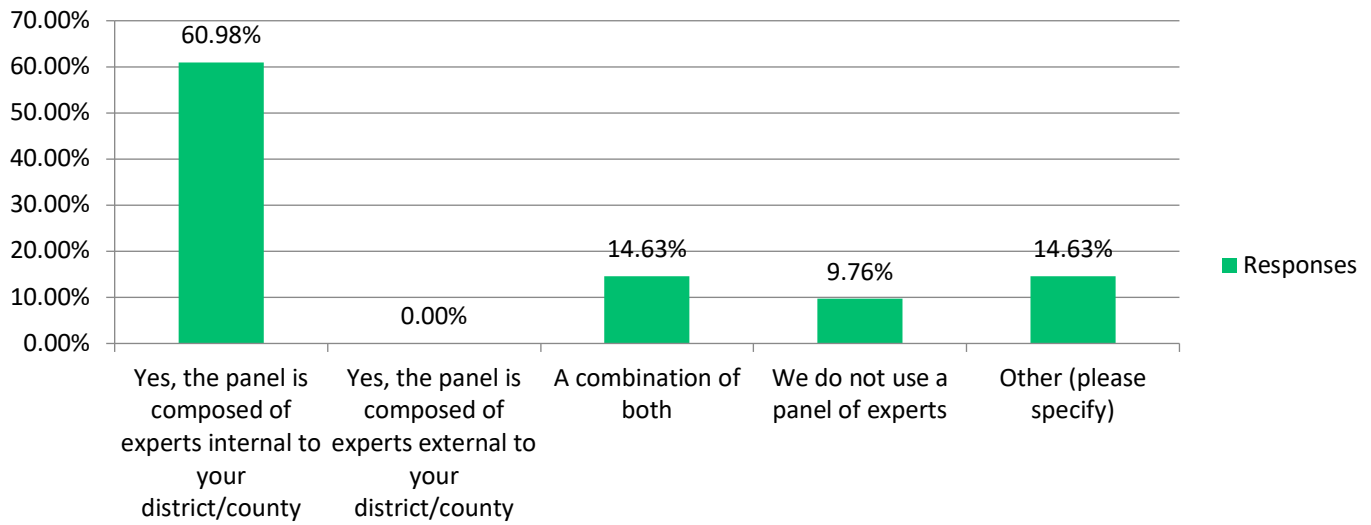 70.00%
60.00%
50.00%
40.00%
30.00%
20.00%
10.00%
0.00%
60.98%
0.00%
14.63%
9.76%
14.63%
Yes, the panel is
composed of
experts internal to
your
district/county
Yes, the panel is
composed of
experts external to
your
district/county
A combination of
both
We do not use a
panel of experts
Other (please
specify)
Responses